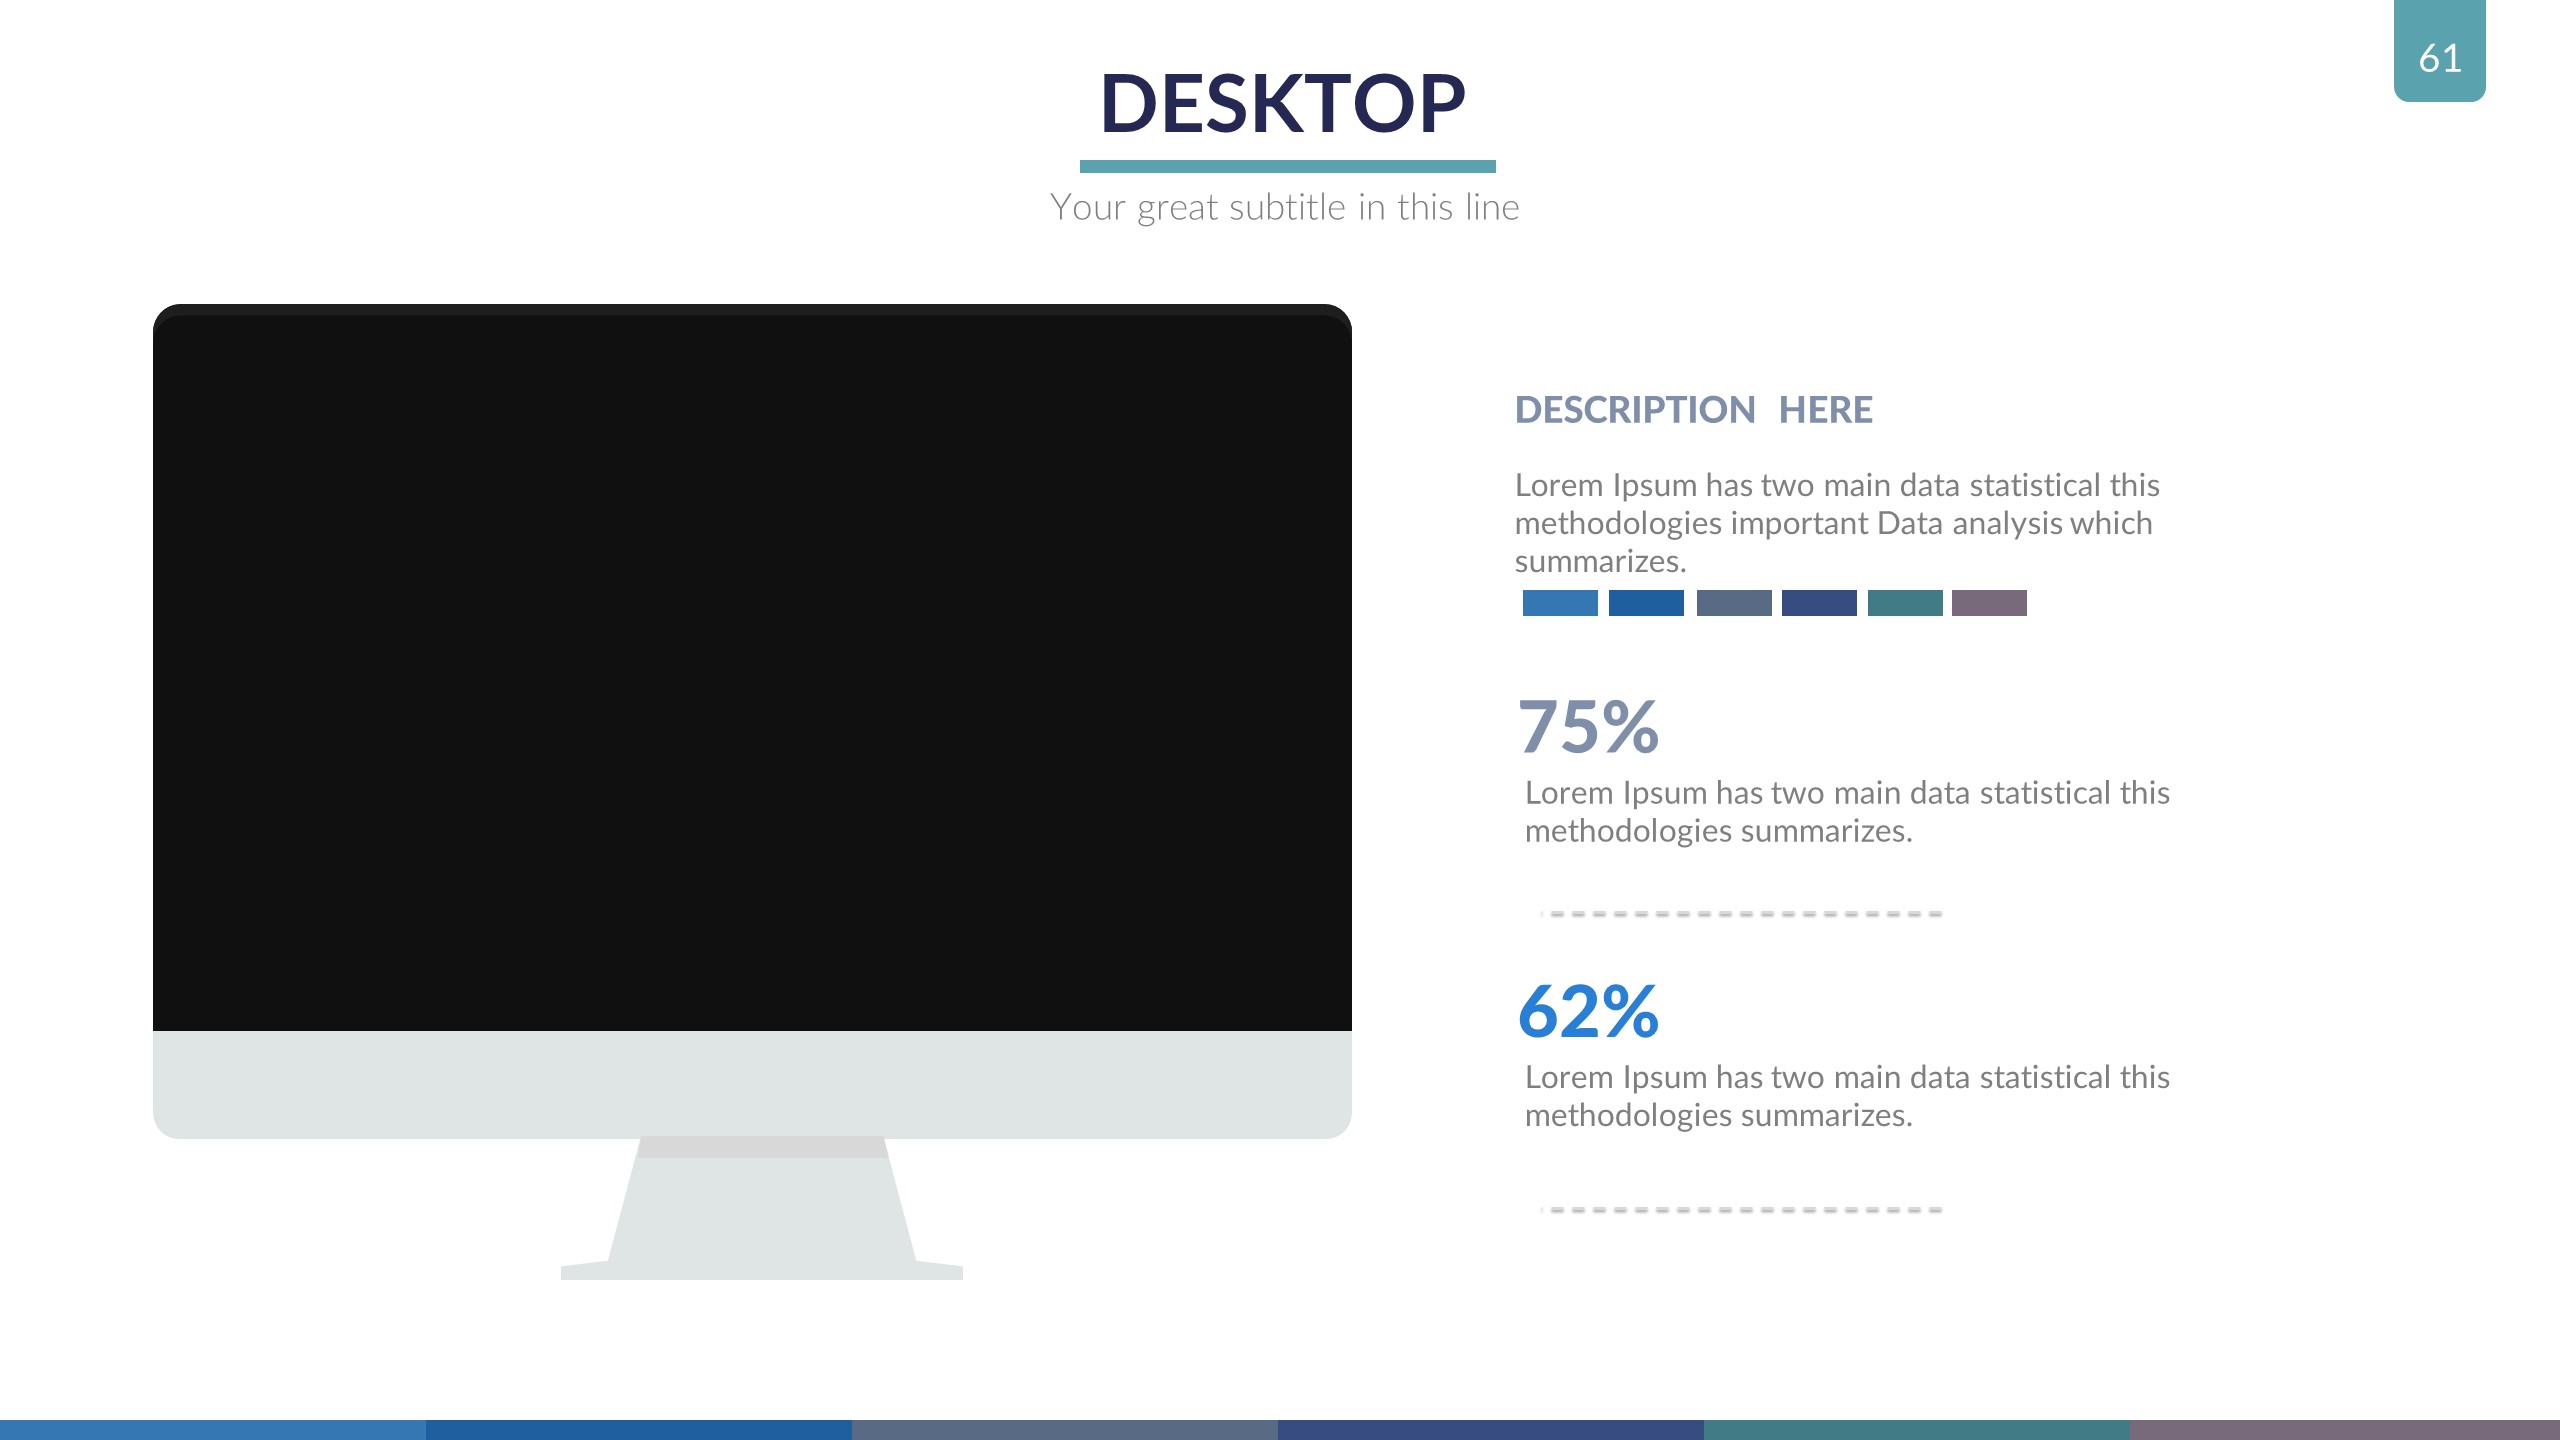 61
DESKTOP
Your great subtitle in this line
DESCRIPTION HERE
Lorem Ipsum has two main data statistical this
methodologies important Data analysis which
summarizes.
75%
Lorem Ipsum has two main data statistical this
methodologies summarizes.
62%
Lorem Ipsum has two main data statistical this
methodologies summarizes.